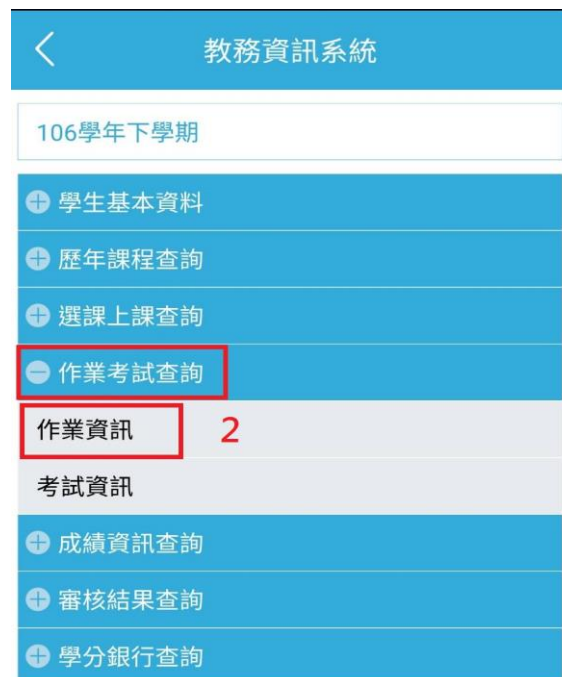 教務資訊系統
106學年下學期
學生基本資料
歷年課程查詢
選課上課查詢
作業考試查詢
作業資訊 2
考試資訊
成績資訊查詢
審核結果查詢
學分銀行查詢